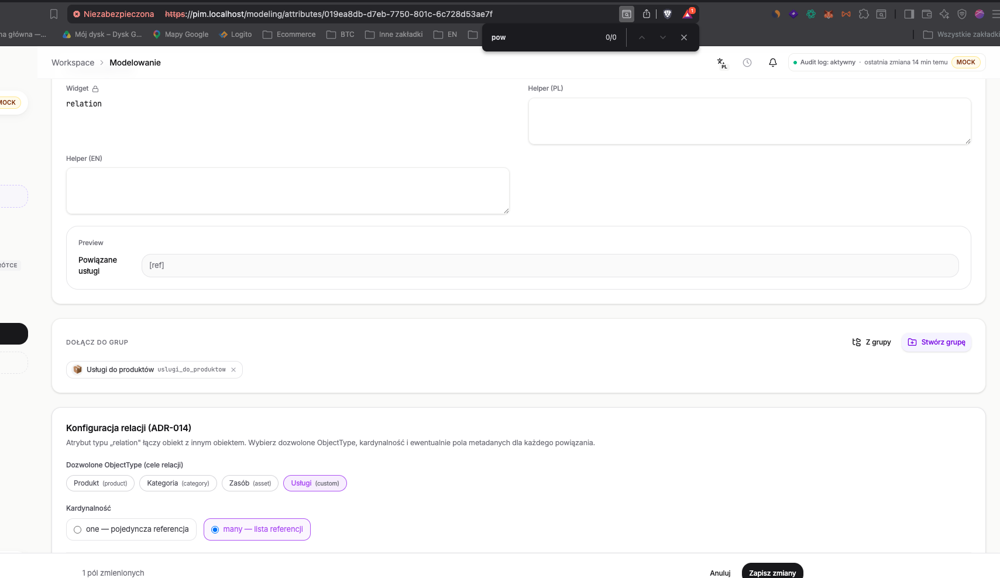 Niezabezpieczona https://pim.localhost/modeling/attributes/019ea8db-d7eb-7750-801c-6c728d53ae7f
1
na główna —...
Mój dysk – Dysk G...
Mapy Google
Logito
Ecommerce
BTC
Inne zakładki
EN
Wszystkie zakładki
pow 0/0
Workspace > Modelowanie
PL
Audit log: aktywny · ostatnia zmiana 14 min temu MOCK
MOCK
RÓTCE
Widget
relation
Helper (PL)
Helper (EN)
Preview
Powiązane
usługi
[ref]
DOŁĄCZ DO GRUP
Z grupy
Stwórz grupę
Usługi do produktów uslugi_do_produktow
Konfiguracja relacji (ADR-014)
Atrybut typu „relation" łączy obiekt z innym obiektem. Wybierz dozwolone ObjectType, kardynalność i ewentualnie pola metadanych dla każdego powiązania.
Dozwolone ObjectType (cele relacji)
Produkt (product)
Kategoria (category)
Zasób (asset)
Usługi (custom)
Kardynalność
one — pojedyncza referencja
many — lista referencji
1 pól zmienionych
Anuluj
Zapisz zmiany